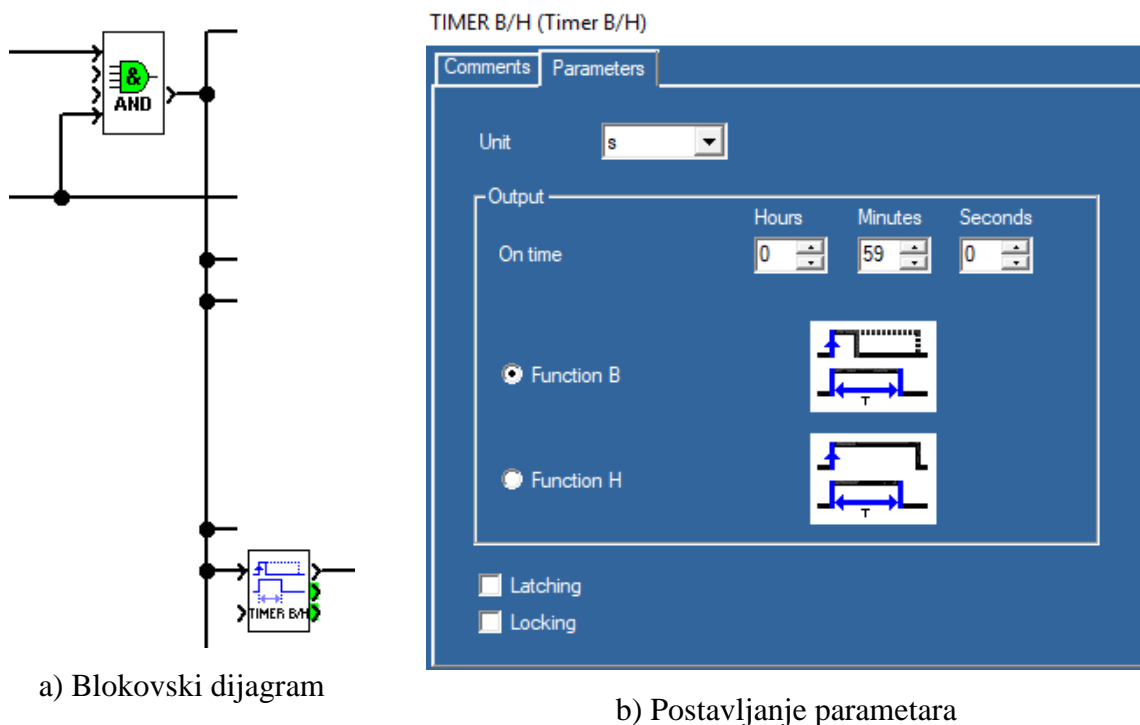 &
AND
TIMER B/H
a) Blokovski dijagram
TIMER B/H (Timer B/H)
Comments Parameters
Unit s
Output
Hours Minutes Seconds
On time 0 59 0
T
Function B
T
Function H
Latching
Locking
b) Postavljanje parametara